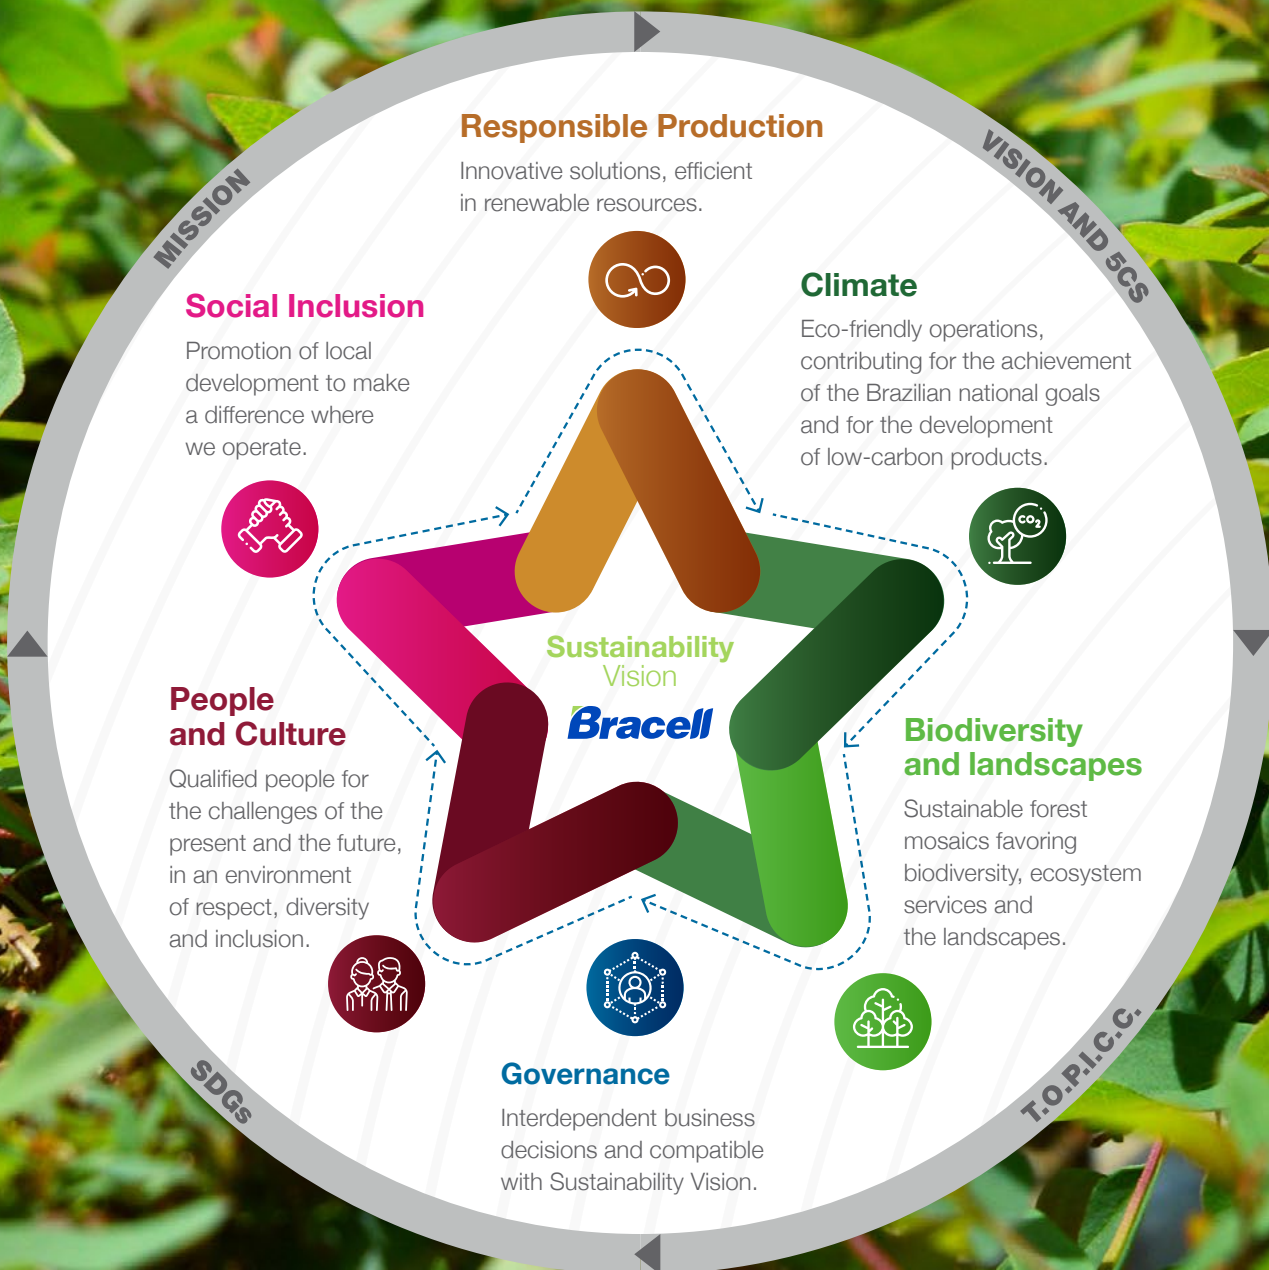 MISSION
VISION AND 5CS
Responsible Production
Innovative solutions, efficient
in renewable resources.
Climate
Eco-friendly operations,
contributing for the achievement
of the Brazilian national goals
and for the development
of low-carbon products.
CO2
Social Inclusion
Promotion of local
development to make
a difference where
we operate.
Sustainability
Vision
Bracell
People
and Culture
Qualified people for
the challenges of the
present and the future,
in an environment
of respect, diversity
and inclusion.
Biodiversity
and landscapes
Sustainable forest
mosaics favoring
biodiversity, ecosystem
services and
the landscapes.
Governance
Interdependent business
decisions and compatible
with Sustainability Vision.
SDGs
T.O.P.I.C.C.